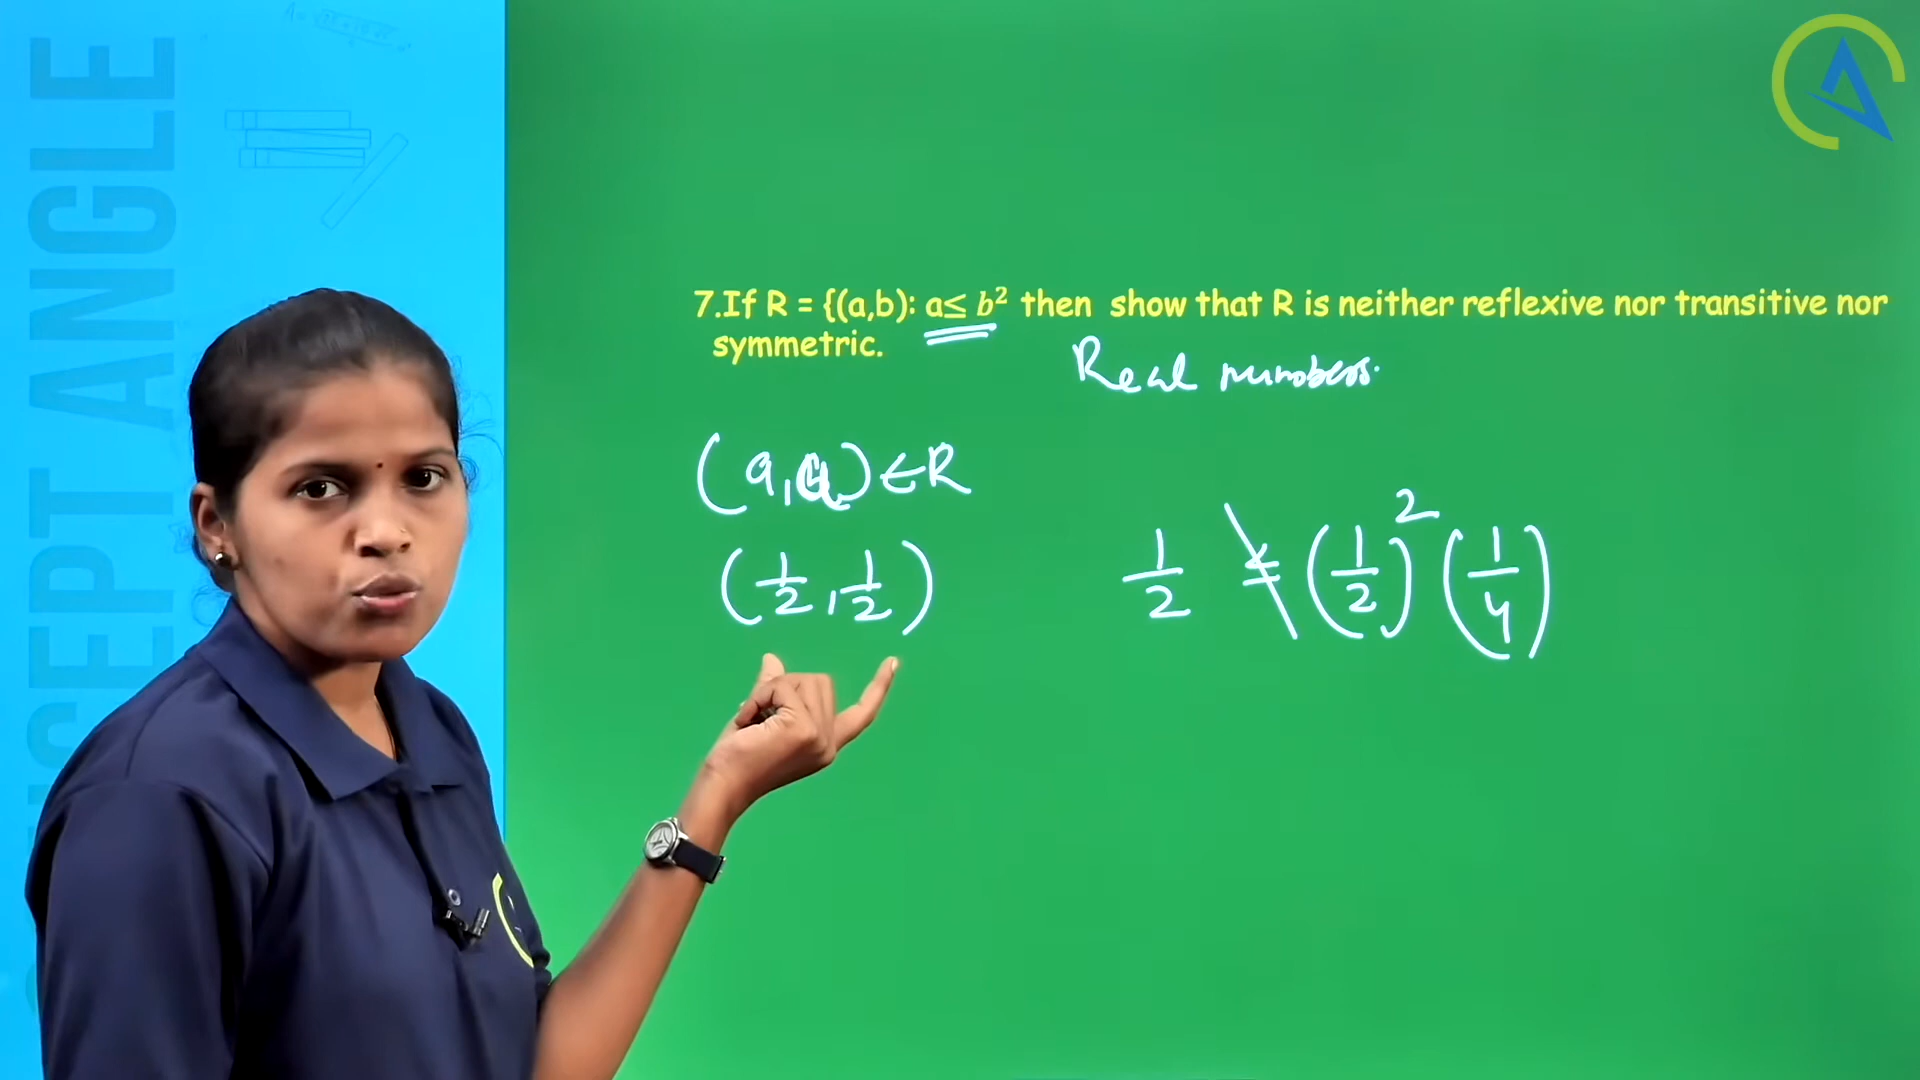 CONCEPT ANGLE
7.If R = {(a,b): a≤ b² then show that R is neither reflexive nor transitive nor
symmetric.
Real numbers.
(a,a) ∈ R
(1/2, 1/2) 1/2 ≰ (1/2)² (1/4)